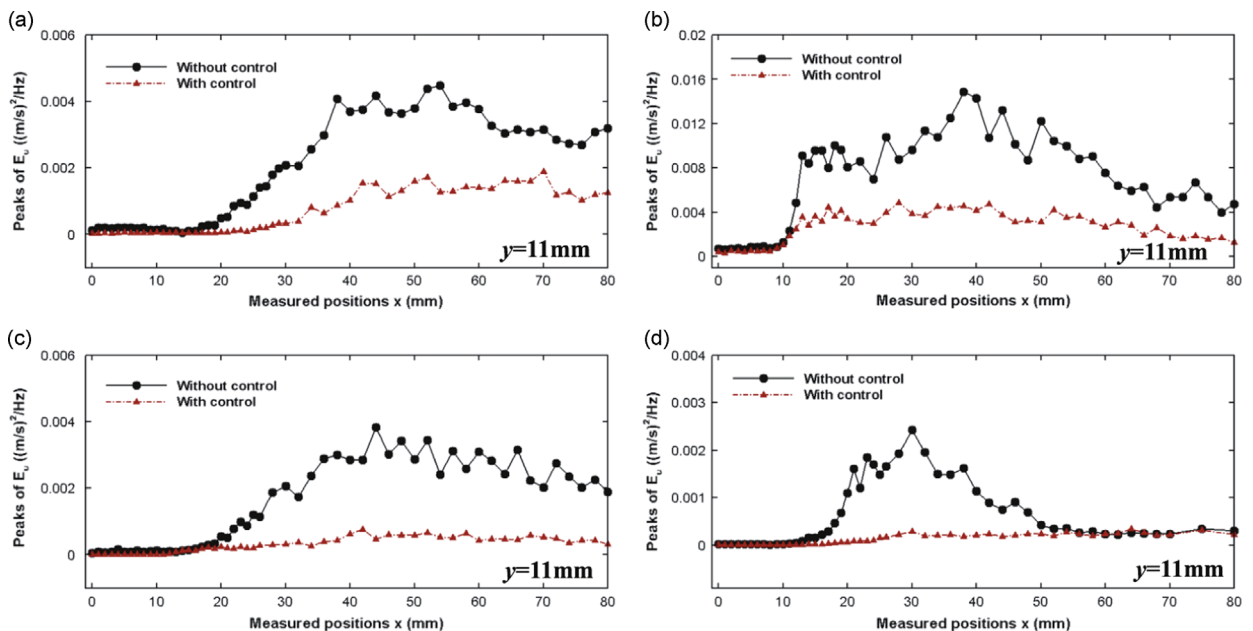 (a)
0.006
0.004
0.002
0
Peaks of Eᵤ ((m/s)²/Hz)
Without control
With control
y=11mm
0 10 20 30 40 50 60 70 80
Measured positions x (mm)
(b)
0.02
0.016
0.012
0.008
0.004
0
Peaks of Eᵤ ((m/s)²/Hz)
Without control
With control
y=11mm
0 10 20 30 40 50 60 70 80
Measured positions x (mm)
(c)
0.006
0.004
0.002
0
Peaks of Eᵤ ((m/s)²/Hz)
Without control
With control
y=11mm
0 10 20 30 40 50 60 70 80
Measured positions x (mm)
(d)
0.004
0.003
0.002
0.001
0
Peaks of Eᵤ ((m/s)²/Hz)
Without control
With control
y=11mm
0 10 20 30 40 50 60 70 80
Measured positions x (mm)